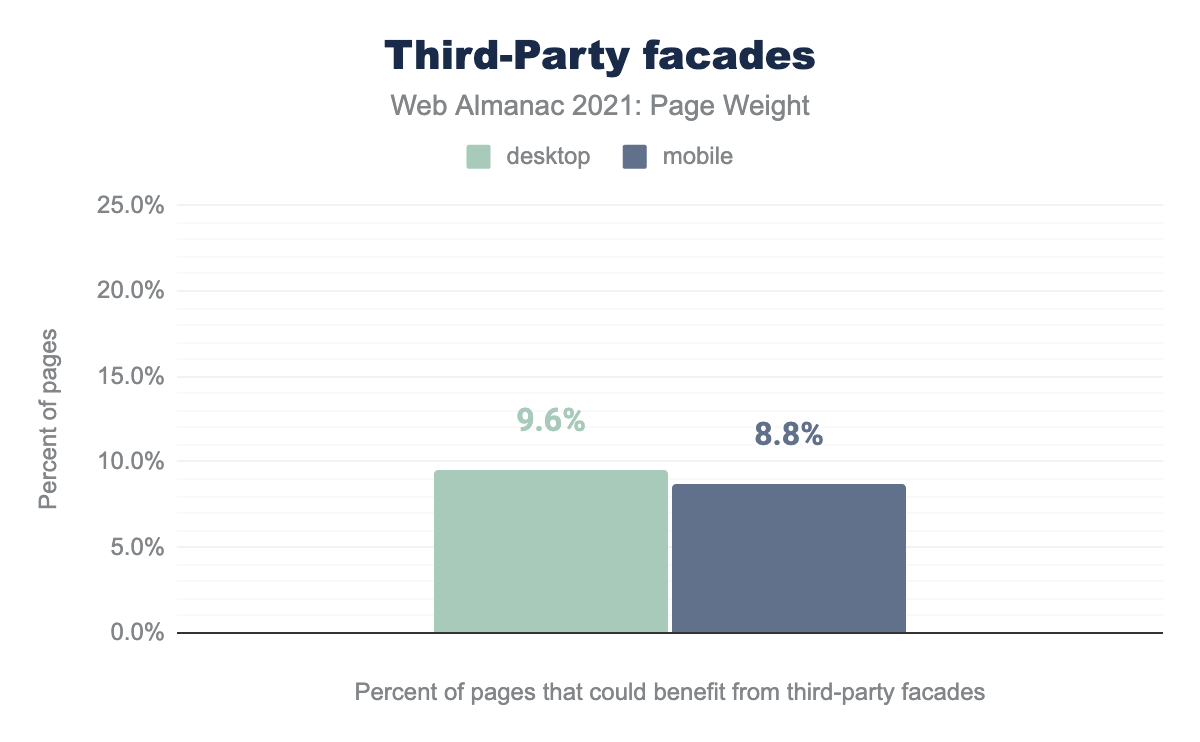 Third-Party facades
Web Almanac 2021: Page Weight
desktop
mobile
25.0%
20.0%
15.0%
10.0%
5.0%
0.0%
Percent of pages
9.6%
8.8%
Percent of pages that could benefit from third-party facades